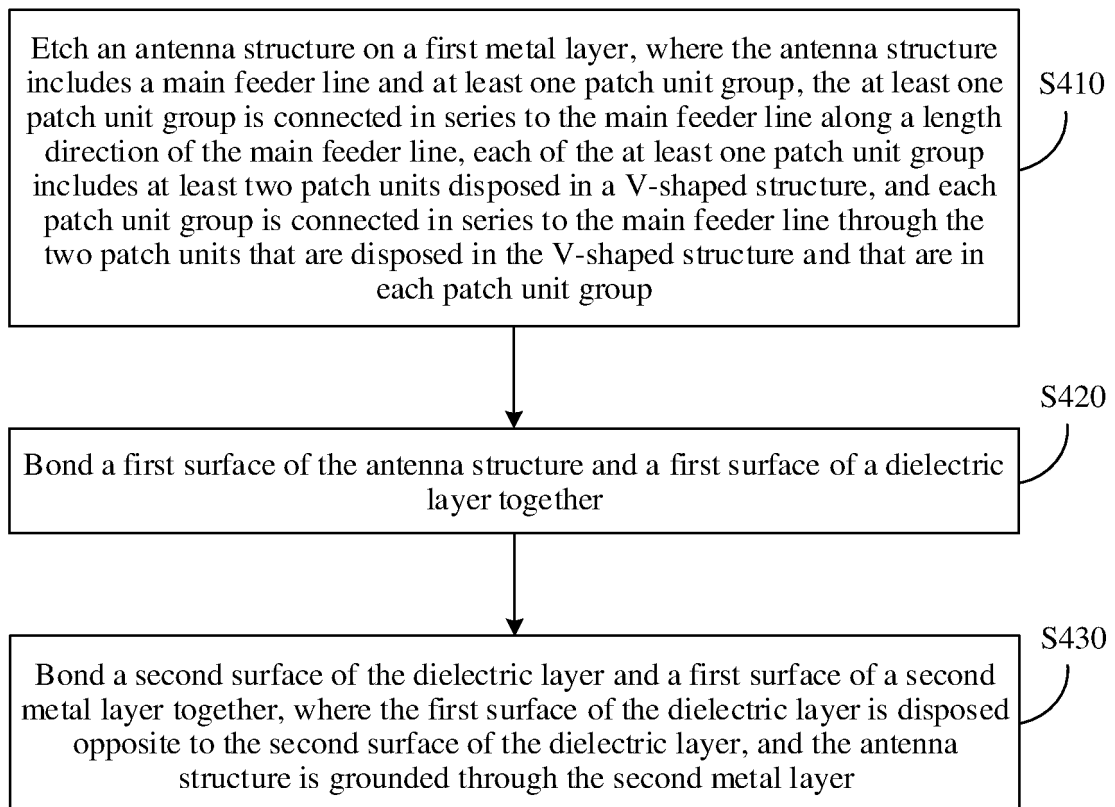 Etch an antenna structure on a first metal layer, where the antenna structure
includes a main feeder line and at least one patch unit group, the at least one
patch unit group is connected in series to the main feeder line along a length
direction of the main feeder line, each of the at least one patch unit group
includes at least two patch units disposed in a V-shaped structure, and each
patch unit group is connected in series to the main feeder line through the
two patch units that are disposed in the V-shaped structure and that are in
each patch unit group
S410
S420
Bond a first surface of the antenna structure and a first surface of a dielectric
layer together
S430
Bond a second surface of the dielectric layer and a first surface of a second
metal layer together, where the first surface of the dielectric layer is disposed
opposite to the second surface of the dielectric layer, and the antenna
structure is grounded through the second metal layer